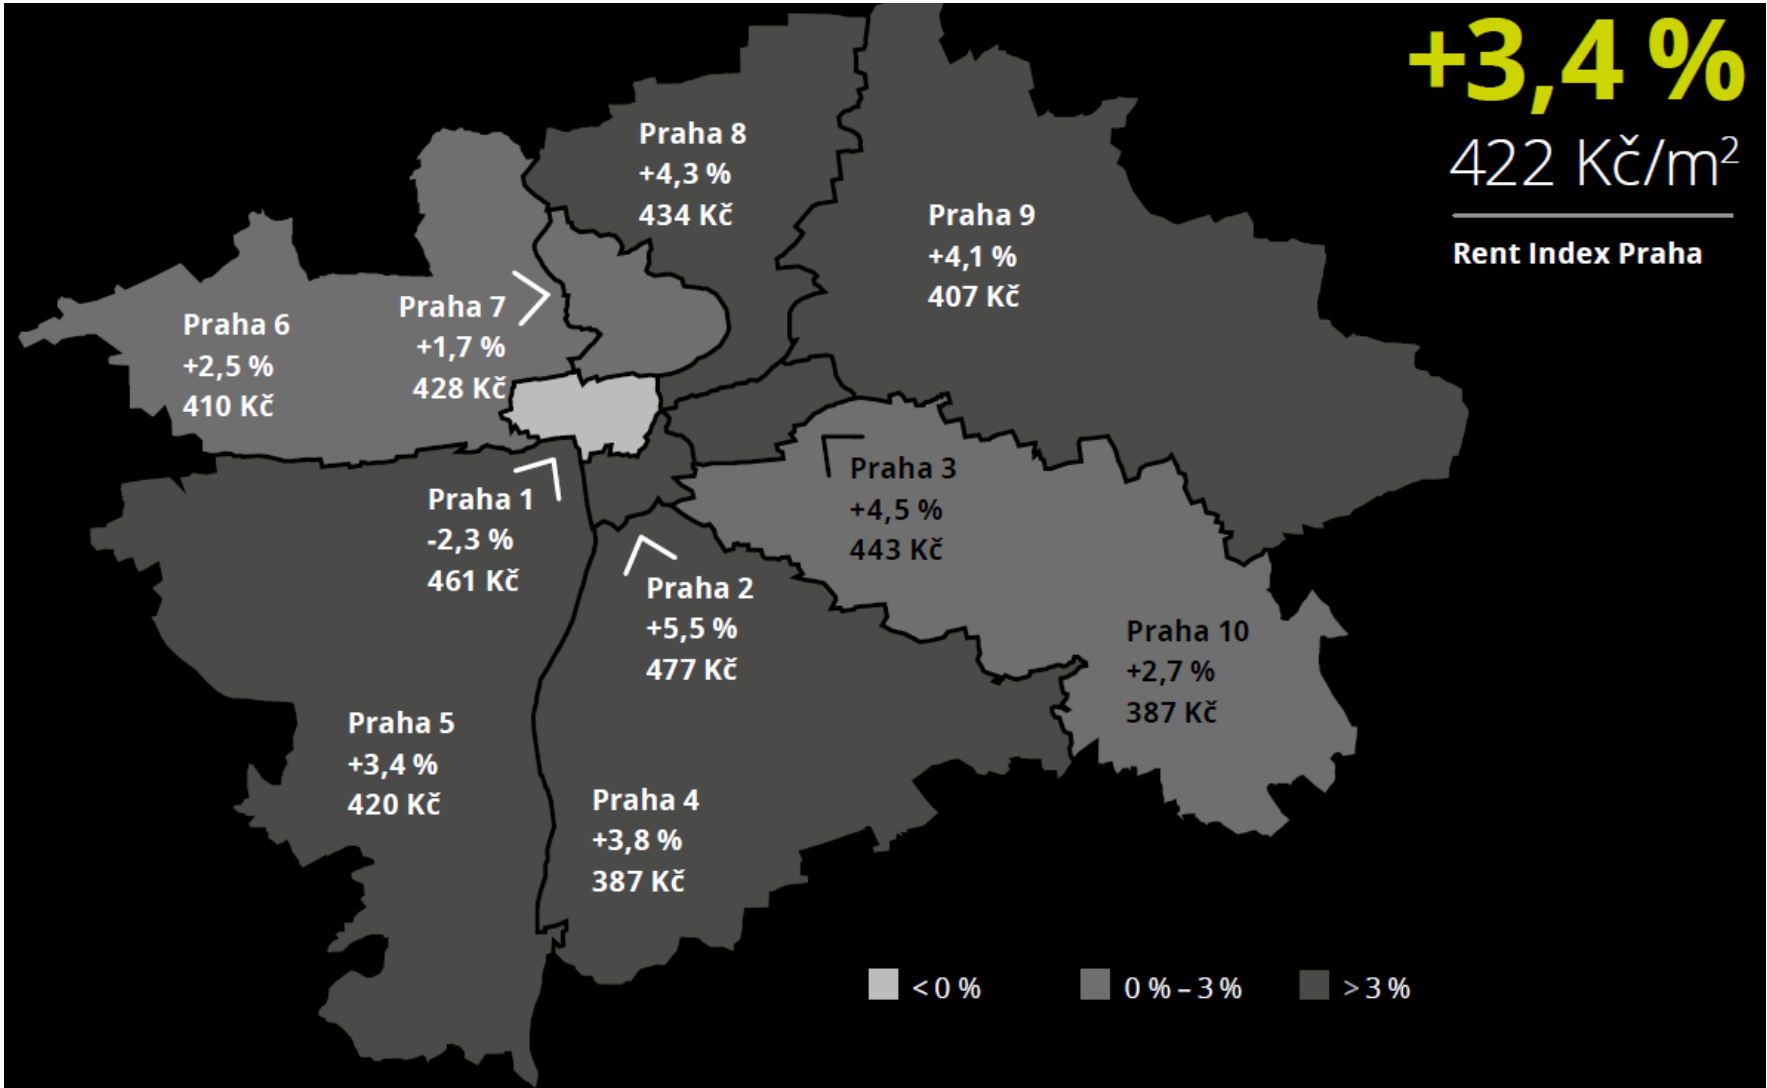 +3,4 %
422 Kč/m²
Rent Index Praha
Praha 8
+4,3 %
434 Kč
Praha 9
+4,1 %
407 Kč
Praha 7
+1,7 %
428 Kč
Praha 6
+2,5 %
410 Kč
Praha 3
+4,5 %
443 Kč
Praha 1
-2,3 %
461 Kč
Praha 2
+5,5 %
477 Kč
Praha 10
+2,7 %
387 Kč
Praha 5
+3,4 %
420 Kč
Praha 4
+3,8 %
387 Kč
< 0 %
0 % – 3 %
> 3 %